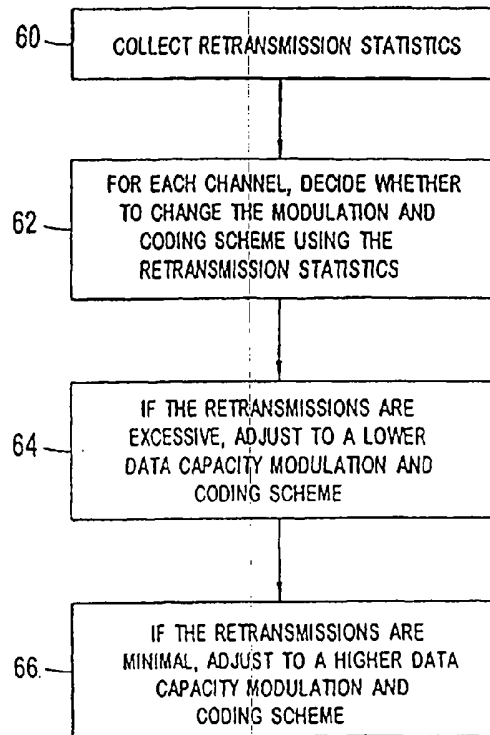 60
COLLECT RETRANSMISSION STATISTICS
62
FOR EACH CHANNEL, DECIDE WHETHER
TO CHANGE THE MODULATION AND
CODING SCHEME USING THE
RETRANSMISSION STATISTICS
64
IF THE RETRANSMISSIONS ARE
EXCESSIVE, ADJUST TO A LOWER
DATA CAPACITY MODULATION AND
CODING SCHEME
66
IF THE RETRANSMISSIONS ARE
MINIMAL, ADJUST TO A HIGHER DATA
CAPACITY MODULATION AND
CODING SCHEME